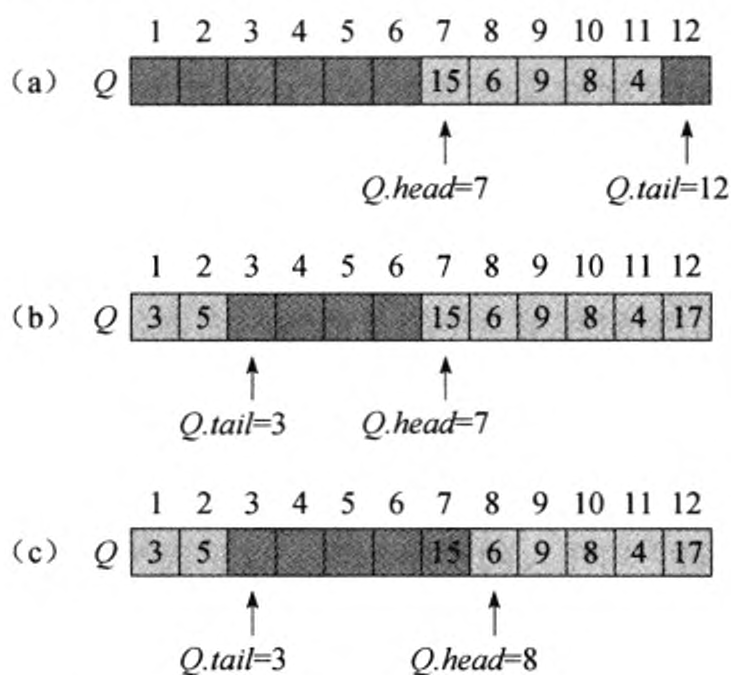 1 2 3 4 5 6 7 8 9 10 11 12
（a） Q 15 6 9 8 4
Q.head=7 Q.tail=12
1 2 3 4 5 6 7 8 9 10 11 12
（b） Q 3 5 15 6 9 8 4 17
Q.tail=3 Q.head=7
1 2 3 4 5 6 7 8 9 10 11 12
（c） Q 3 5 15 6 9 8 4 17
Q.tail=3 Q.head=8